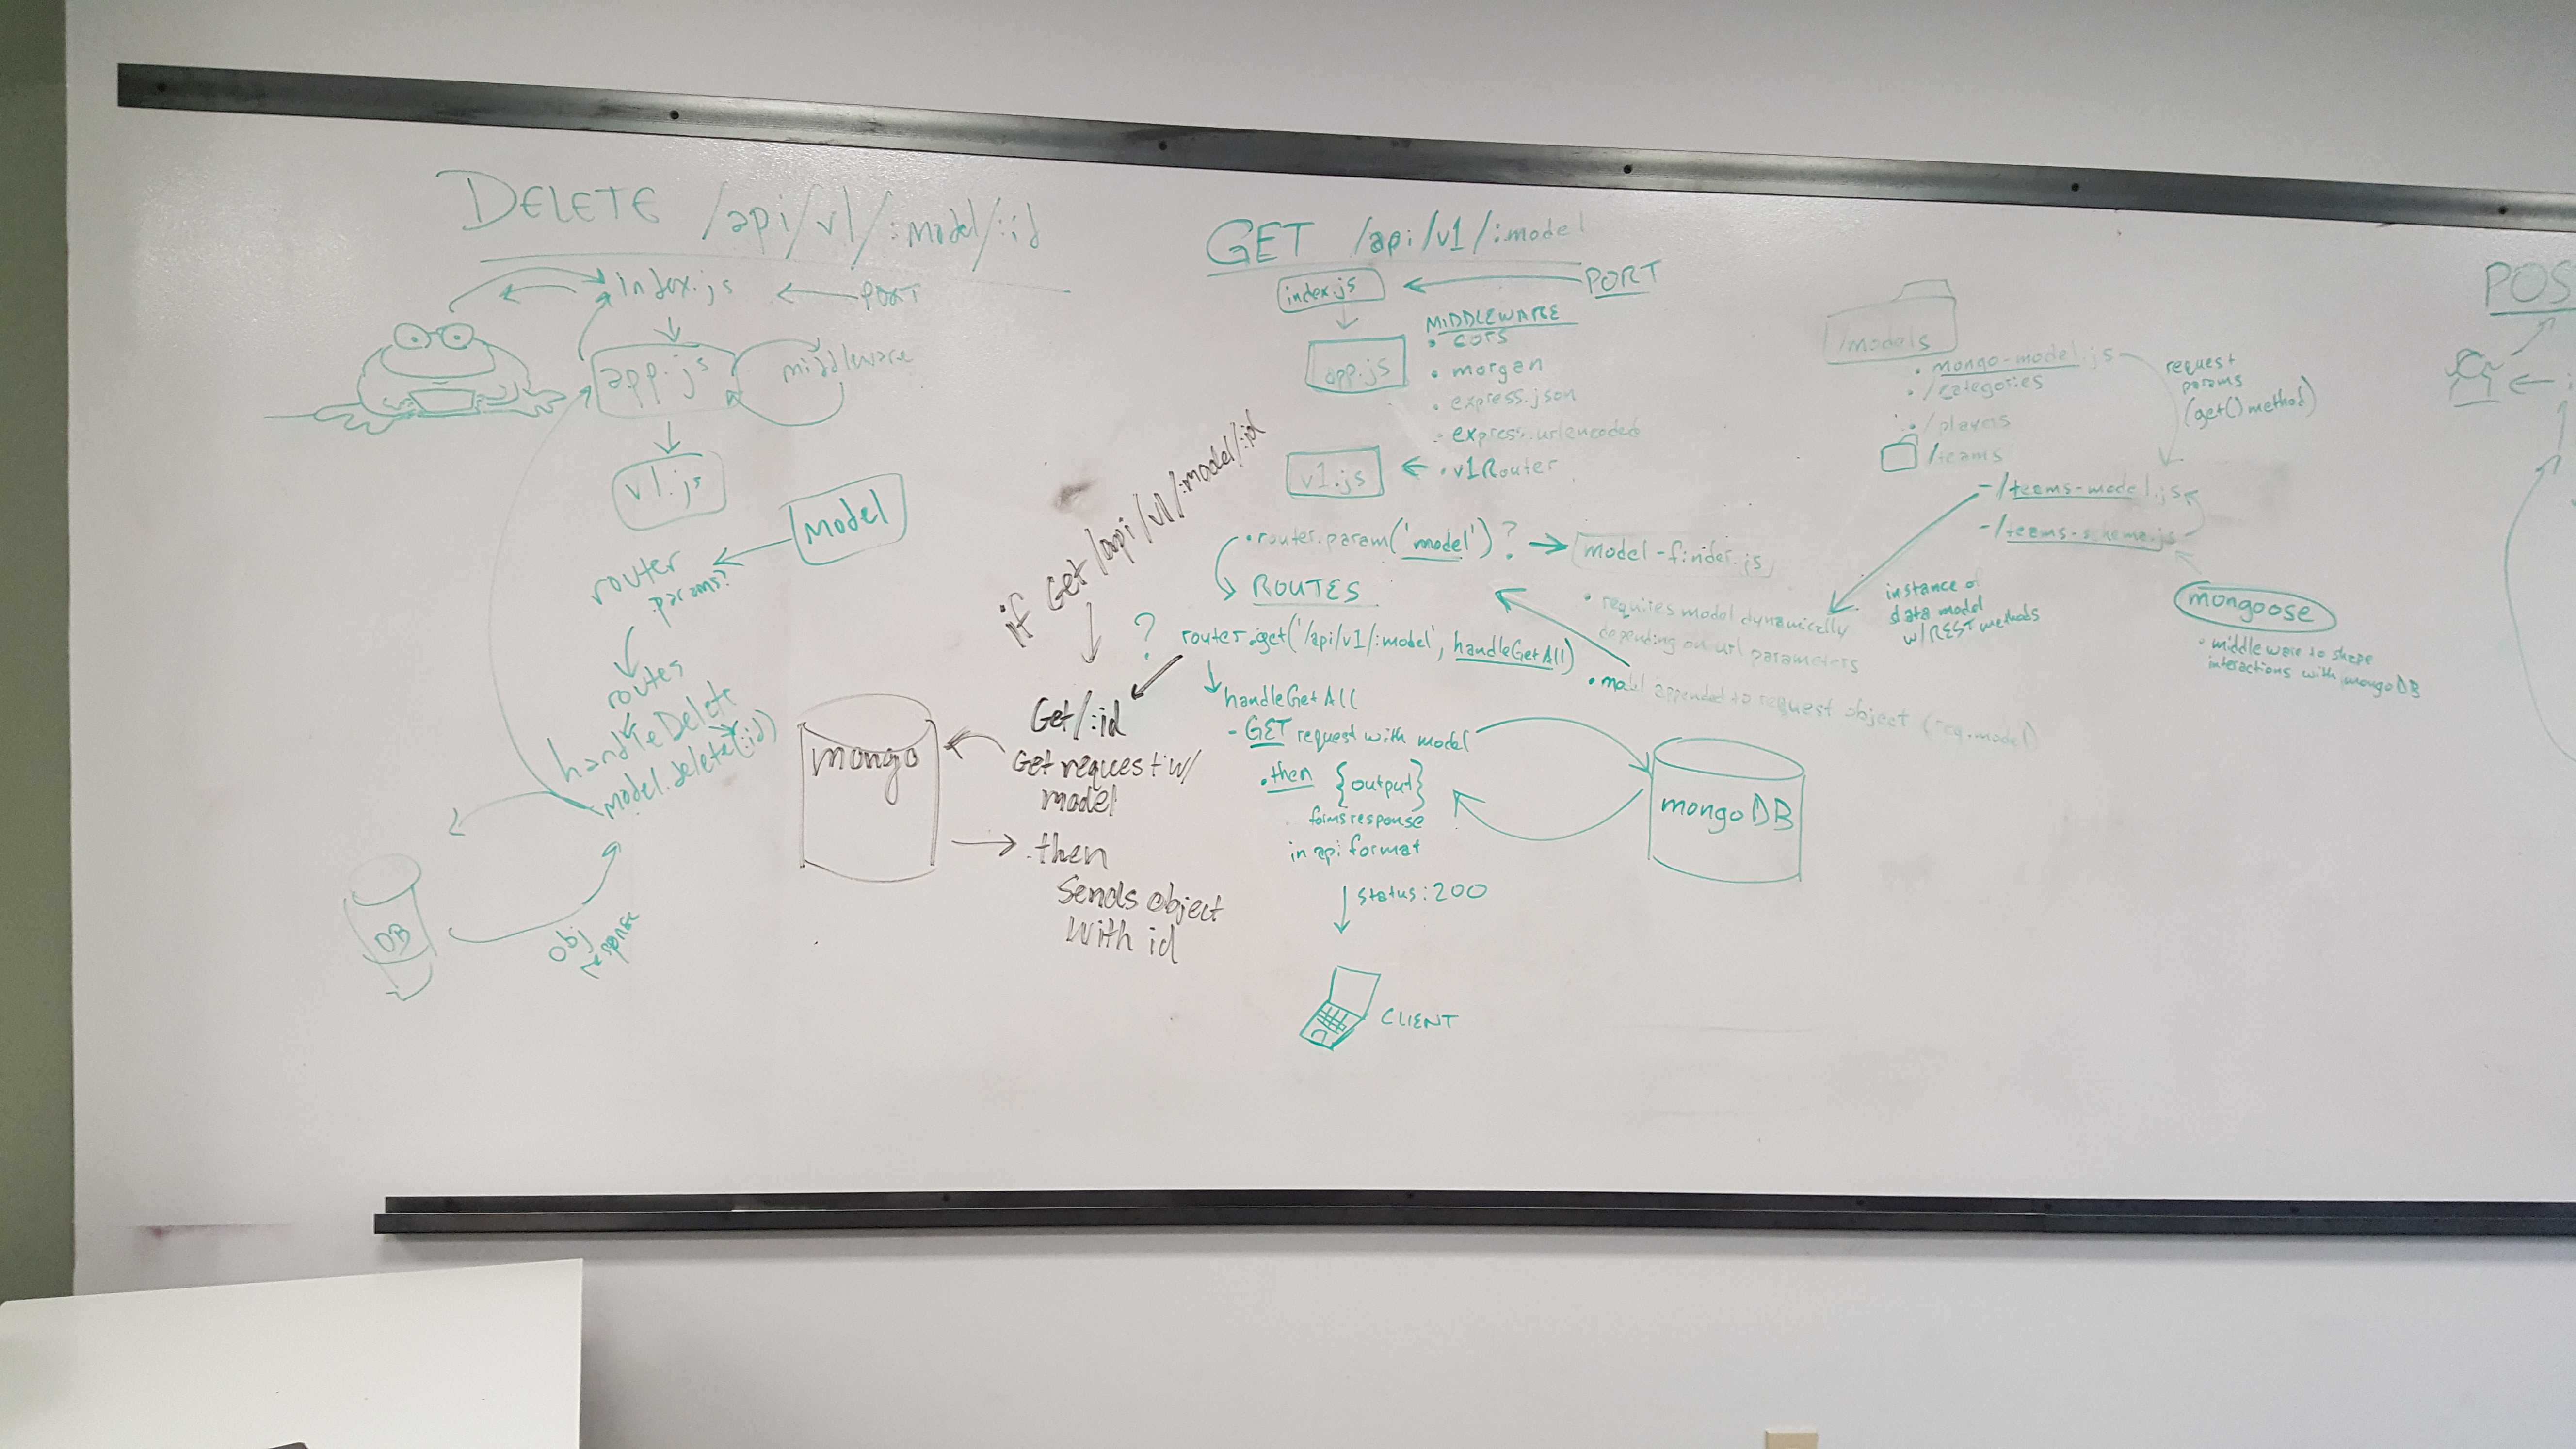 DELETE /api/v1/:model/:id
index.js
PORT
app.js
middleware
v1.js
model
router
params?
routes
handleDelete
model.delete(:id)
DB
obj
response
if Get /api/v1/:model/:id
Get/:id
Get request w/
model
mongo
.then
Sends object
With id
GET /api/v1/:model
index.js
PORT
app.js
MIDDLEWARE
• cors
• morgan
• express.json
• express.urlencoded
• v1Router
v1.js
• router.param('model') ?
model-finder.js
• requires model dynamically
depending on url parameters
• model appended to request object (req.model)
ROUTES
?
router.get('/api/v1/:model', handleGetAll)
handleGetAll
- GET request with model
.then {output}
forms response
in api format
mongoDB
status:200
CLIENT
/models
• mongo-model.js
• /categories
• /players
/teams
- /teams-model.js
- /teams-schema.js
request
params
(get() method)
instance of
data model
w/ REST methods
mongoose
• middleware to shape
interactions with mongoDB
POS